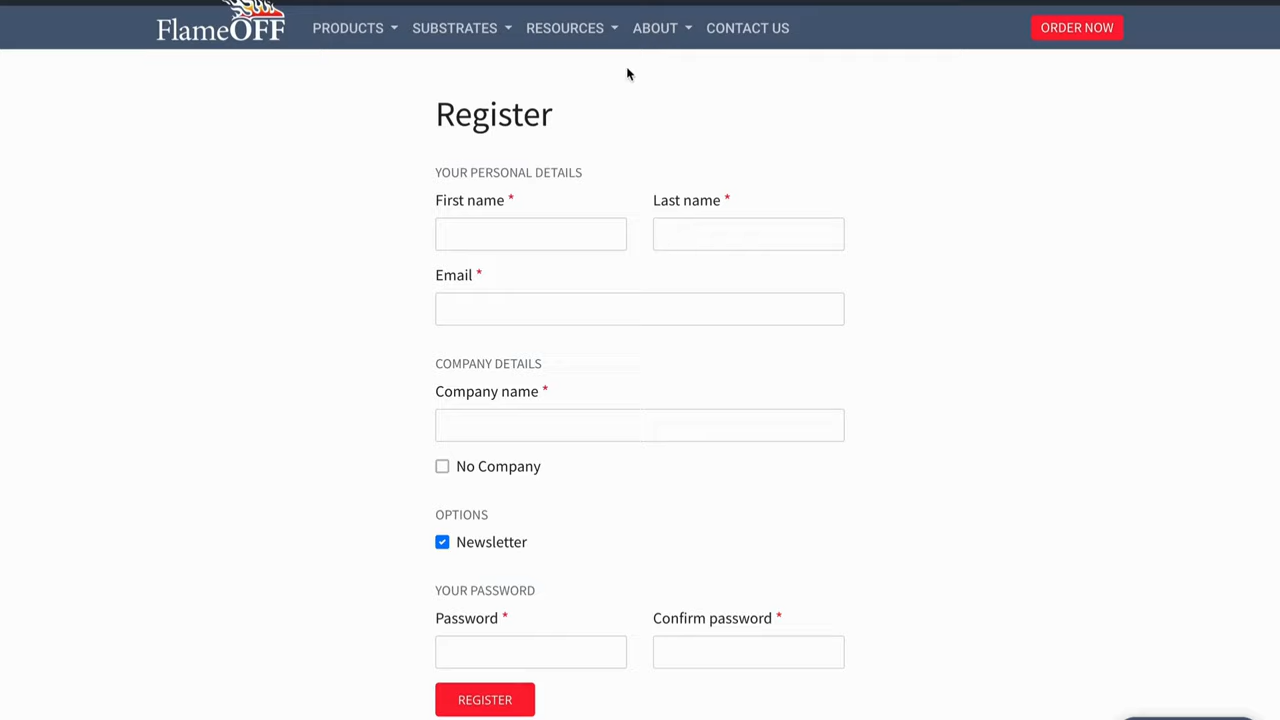 FlameOFF PRODUCTS SUBSTRATES RESOURCES ABOUT CONTACT US ORDER NOW
Register
YOUR PERSONAL DETAILS
First name * Last name *
Email *
COMPANY DETAILS
Company name *
No Company
OPTIONS
Newsletter
YOUR PASSWORD
Password * Confirm password *
REGISTER